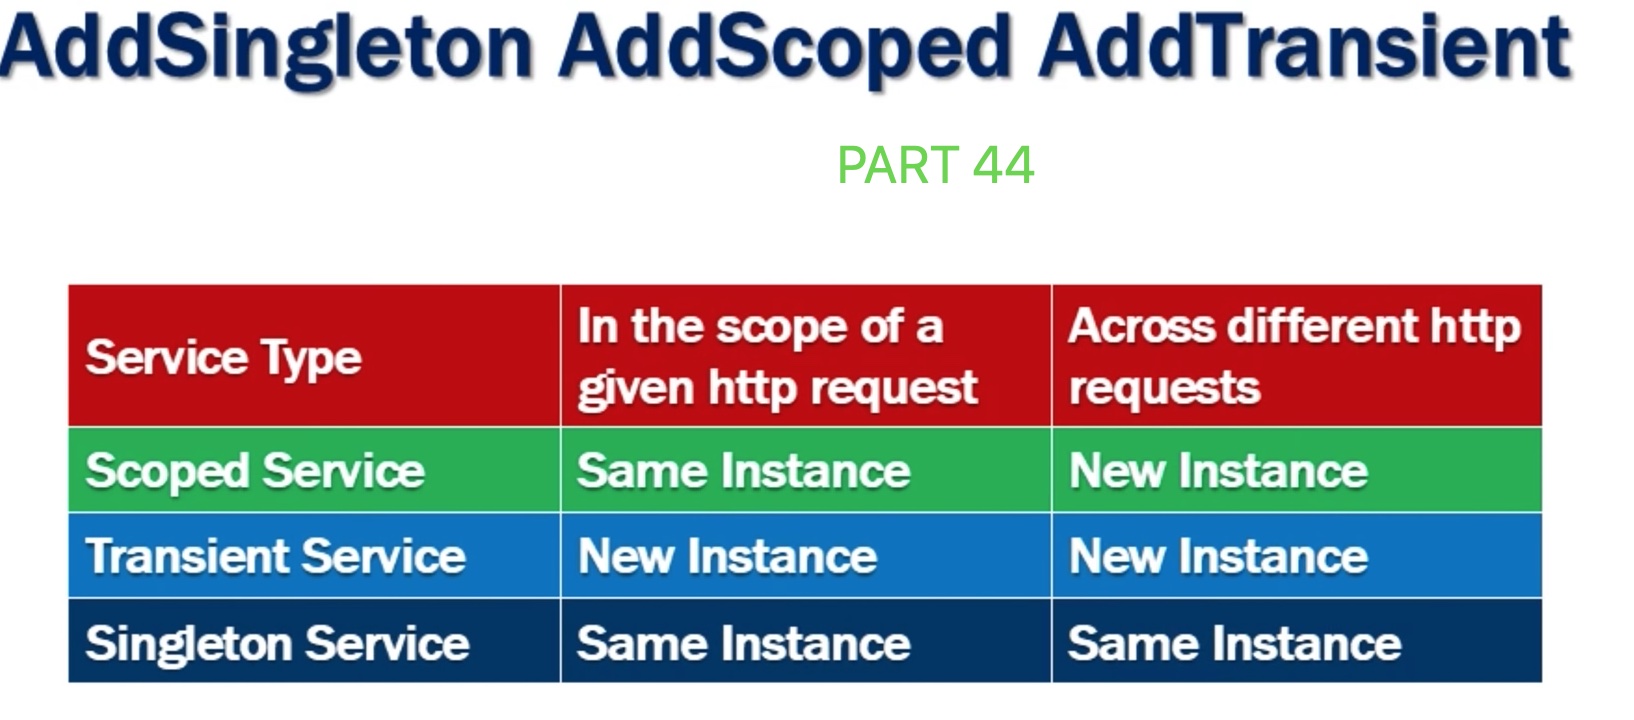 AddSingleton AddScoped AddTransient
PART 44
Service Type
In the scope of a
given http request
Across different http
requests
Scoped Service
Same Instance
New Instance
Transient Service
New Instance
New Instance
Singleton Service
Same Instance
Same Instance